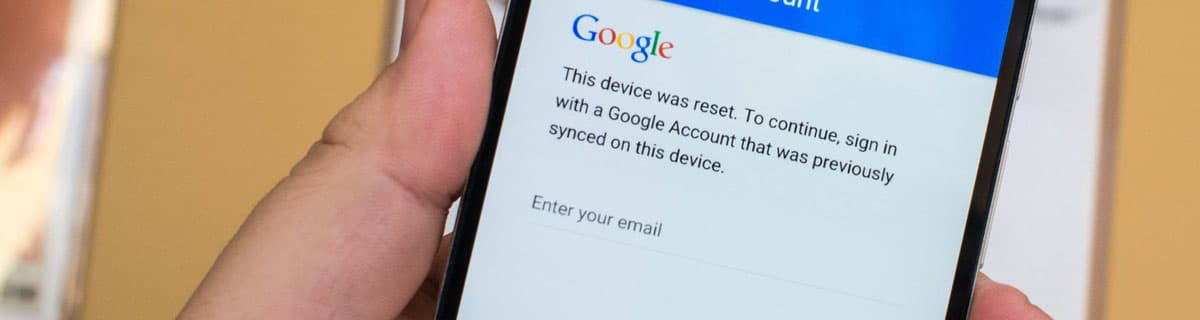 Google
This device was reset. To continue, sign in
with a Google Account that was previously
synced on this device.
Enter your email